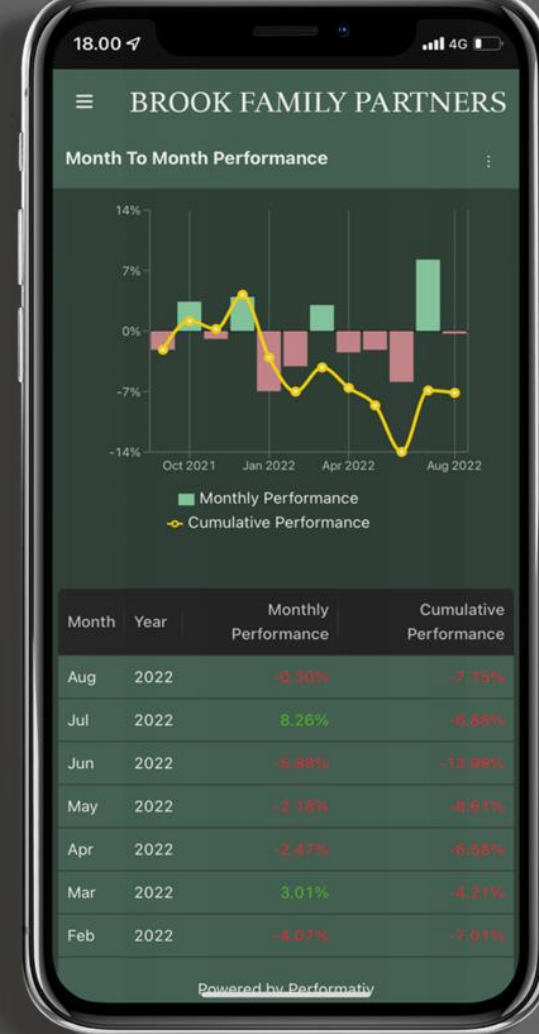 18.00 4G
BROOK FAMILY PARTNERS
Month To Month Performance
14%
7%
0%
-7%
-14%
Oct 2021 Jan 2022 Apr 2022 Aug 2022
Monthly Performance
Cumulative Performance
Month Year Monthly Performance Cumulative Performance
Aug 2022 -0.30% -7.15%
Jul 2022 8.26% -6.88%
Jun 2022 -5.88% -13.98%
May 2022 -2.18% -8.61%
Apr 2022 -2.47% -6.58%
Mar 2022 3.01% -4.21%
Feb 2022 -4.07% -7.01%
Powered by Performativ